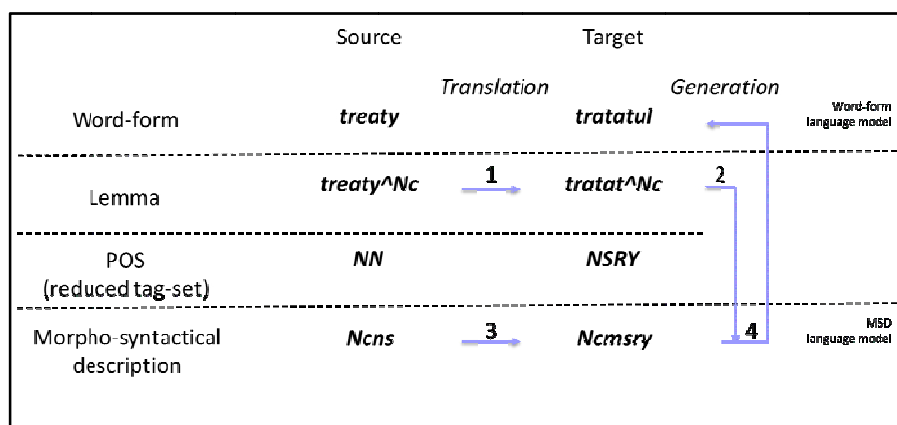 Source Target
Translation Generation
Word-form treaty tratatul Word-form
language model
Lemma treaty^Nc 1 tratat^Nc 2
POS
(reduced tag-set) NN NSRY
Morpho-syntactical
description Ncns 3 Ncmsry 4 MSD
language model